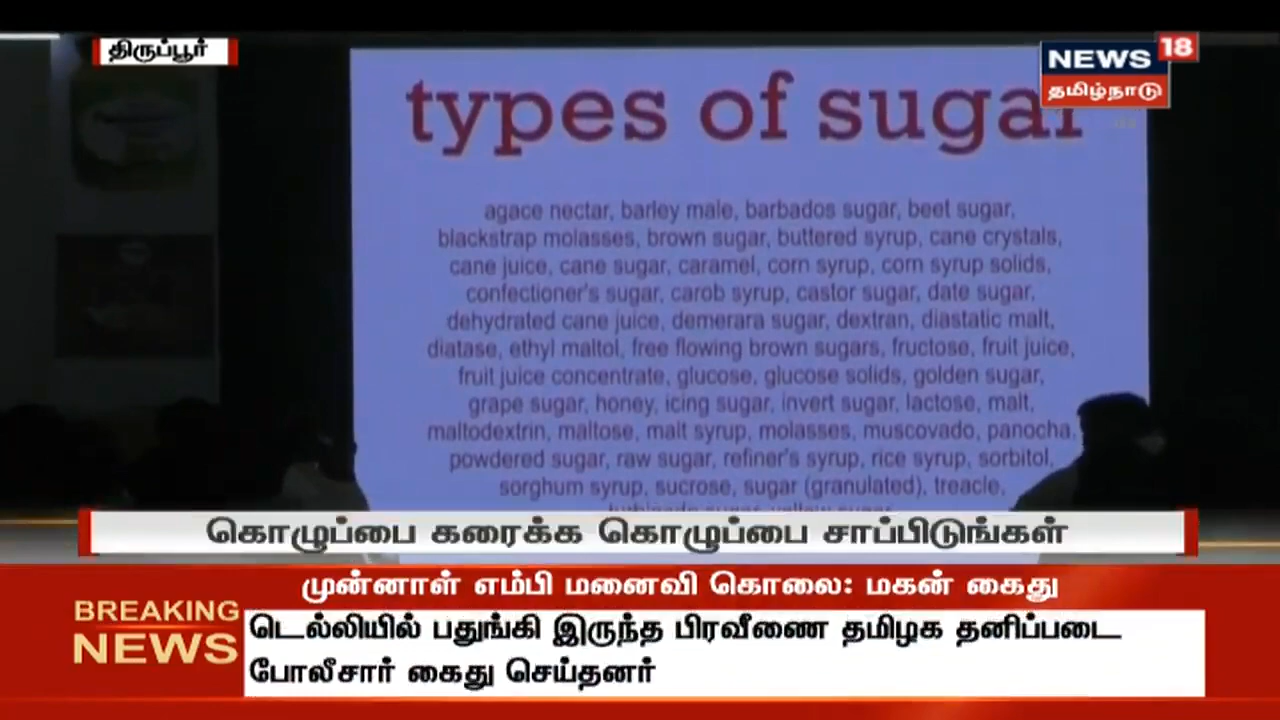 திருப்பூர்
NEWS 18
தமிழ்நாடு
types of sugar
agace nectar, barley male, barbados sugar, beet sugar,
blackstrap molasses, brown sugar, buttered syrup, cane crystals,
cane juice, cane sugar, caramel, corn syrup, corn syrup solids,
confectioner's sugar, carob syrup, castor sugar, date sugar,
dehydrated cane juice, demerara sugar, dextran, diastatic malt,
diatase, ethyl maltol, free flowing brown sugars, fructose, fruit juice,
fruit juice concentrate, glucose, glucose solids, golden sugar,
grape sugar, honey, icing sugar, invert sugar, lactose, malt,
maltodextrin, maltose, malt syrup, molasses, muscovado, panocha,
powdered sugar, raw sugar, refiner's syrup, rice syrup, sorbitol,
sorghum syrup, sucrose, sugar (granulated), treacle,
கொழுப்பை கரைக்க கொழுப்பை சாப்பிடுங்கள்
முன்னாள் எம்பி மனைவி கொலை: மகன் கைது
BREAKING
NEWS
டெல்லியில் பதுங்கி இருந்த பிரவீணை தமிழக தனிப்படை
போலீசார் கைது செய்தனர்